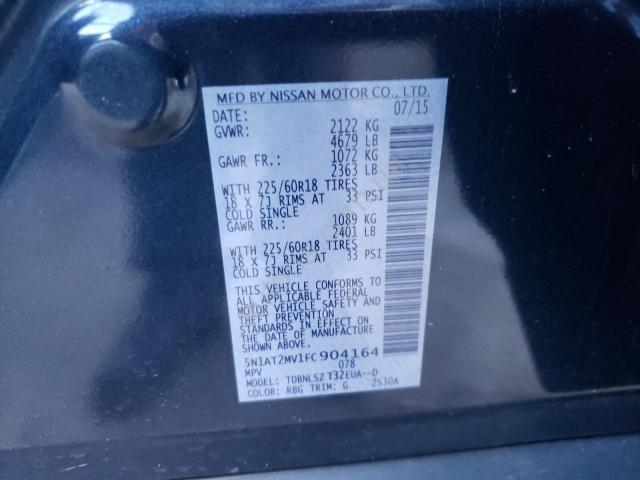 MFD BY NISSAN MOTOR CO., LTD.
DATE: 07/15
GVWR: 2122 KG
4679 LB
GAWR FR.: 1072 KG
2363 LB
WITH 225/60R18 TIRES
18 X 7J RIMS AT 33 PSI
COLD SINGLE
GAWR RR.: 1089 KG
2401 LB
WITH 225/60R18 TIRES
18 X 7J RIMS AT 33 PSI
COLD SINGLE
THIS VEHICLE CONFORMS TO
ALL APPLICABLE FEDERAL
MOTOR VEHICLE SAFETY AND
THEFT PREVENTION
STANDARDS IN EFFECT ON
THE DATE OF MANUFACTURE
SHOWN ABOVE.
5N1AT2MV1FC904164
MPV 078
MODEL: TDBNLSZ T32EUA--D
COLOR: RBG TRIM: G 2S30A